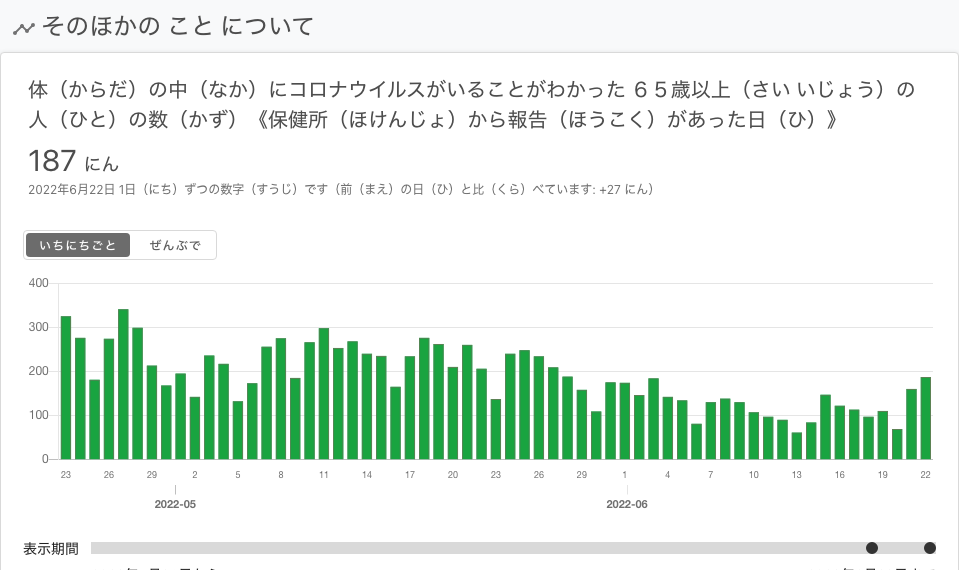 そのほかの こと について
体（からだ）の中（なか）にコロナウイルスがいることがわかった ６５歳以上（さい いじょう）の
人（ひと）の数（かず）《保健所（ほけんじょ）から報告（ほうこく）があった日（ひ）》
187 にん
2022年6月22日 1日（にち）ずつの数字（すうじ）です（前（まえ）の日（ひ）と比（くら）べています: +27 にん）
いちにちごと ぜんぶで
400
300
200
100
0
23 26 29 2 5 8 11 14 17 20 23 26 29 1 4 7 10 13 16 19 22
2022-05 2022-06
表示期間